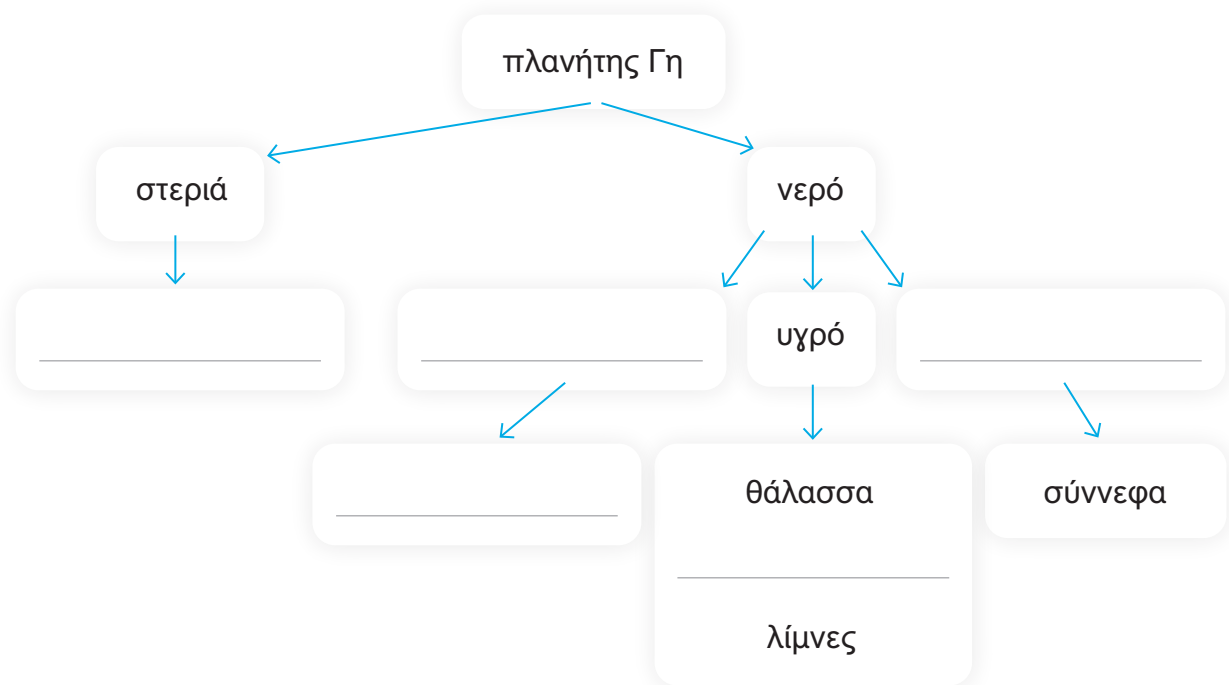 πλανήτης Γη
στεριά
νερό
υγρό
θάλασσα
σύννεφα
λίμνες